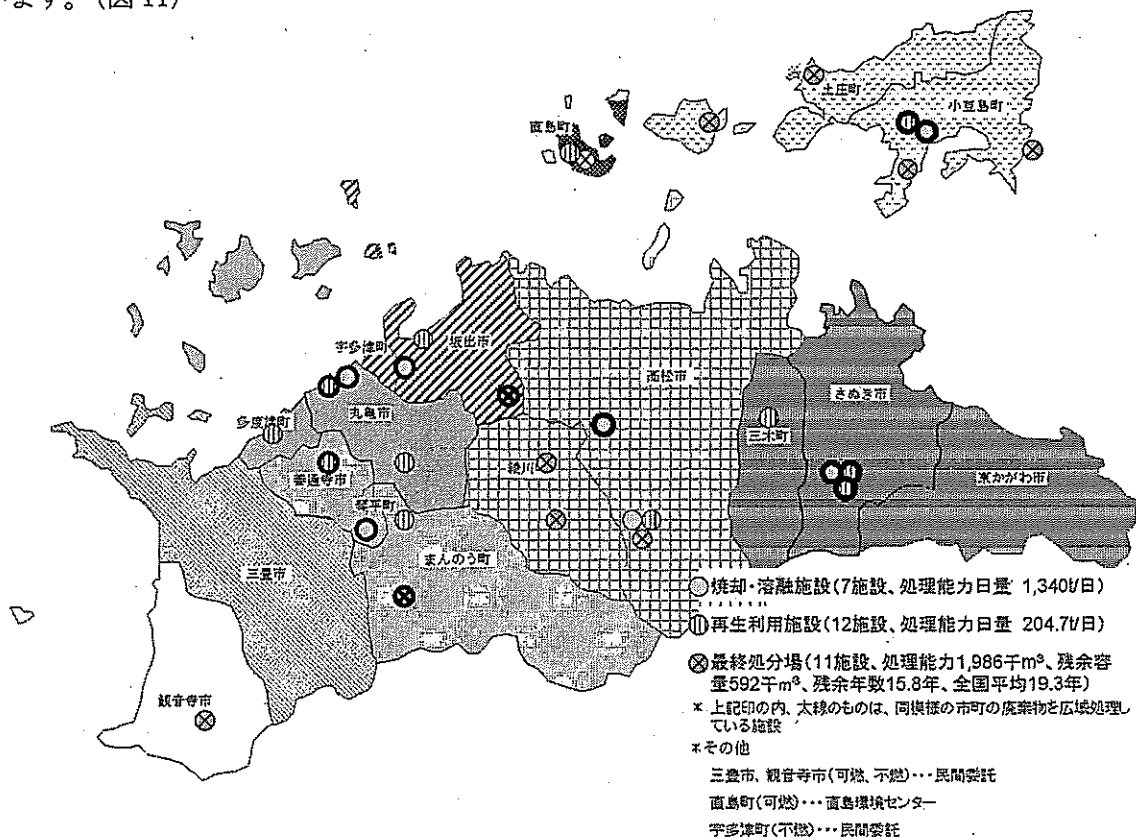 ます。(図11)
土庄町
小豆島町
直島町
宇多津町
坂出市
高松市
さぬき市
丸亀市
多度津町
三木町
善通寺市
綾川
東かがわ市
琴平町
まんのう町
三豊市
観音寺市
焼却・溶融施設(7施設、処理能力日量 1,340t/日)
再生利用施設(12施設、処理能力日量 204.7t/日)
最終処分場(11施設、処理能力1,986千m³、残余容
量592千m³、残余年数15.8年、全国平均19.3年)
* 上記印の内、太線のものは、同模様の市町の廃棄物を広域処理し
ている施設
*その他
三豊市、観音寺市(可燃、不燃)・・・民間委託
直島町(可燃)・・・直島環境センター
宇多津町(不燃)・・・民間委託